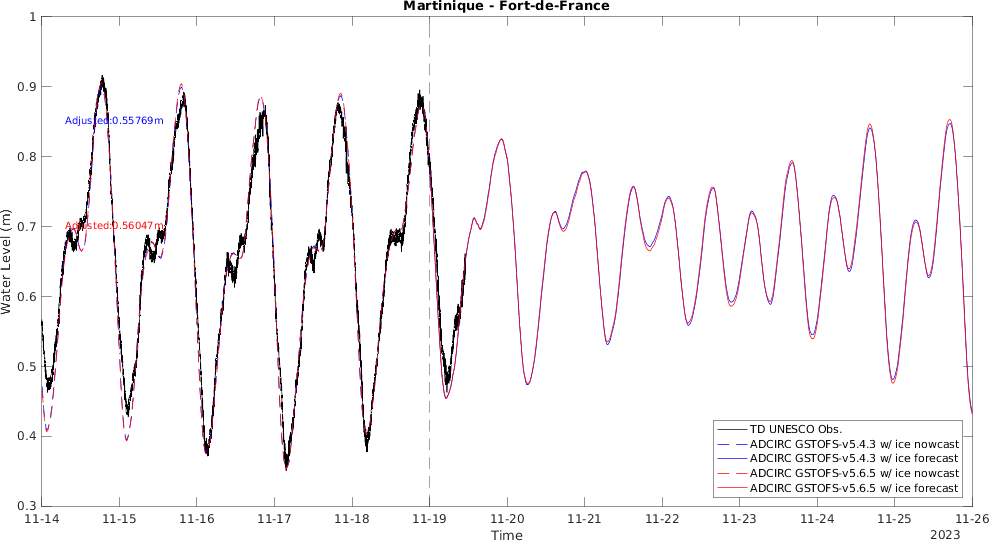 Martinique - Fort-de-France
Water Level (m)
1
0.9
0.8
0.7
0.6
0.5
0.4
0.3
Adjusted:0.55769m
Adjusted:0.56047m
TD UNESCO Obs.
ADCIRC GSTOFS-v5.4.3 w/ ice nowcast
ADCIRC GSTOFS-v5.4.3 w/ ice forecast
ADCIRC GSTOFS-v5.6.5 w/ ice nowcast
ADCIRC GSTOFS-v5.6.5 w/ ice forecast
11-14 11-15 11-16 11-17 11-18 11-19 11-20 11-21 11-22 11-23 11-24 11-25 11-26
Time
2023